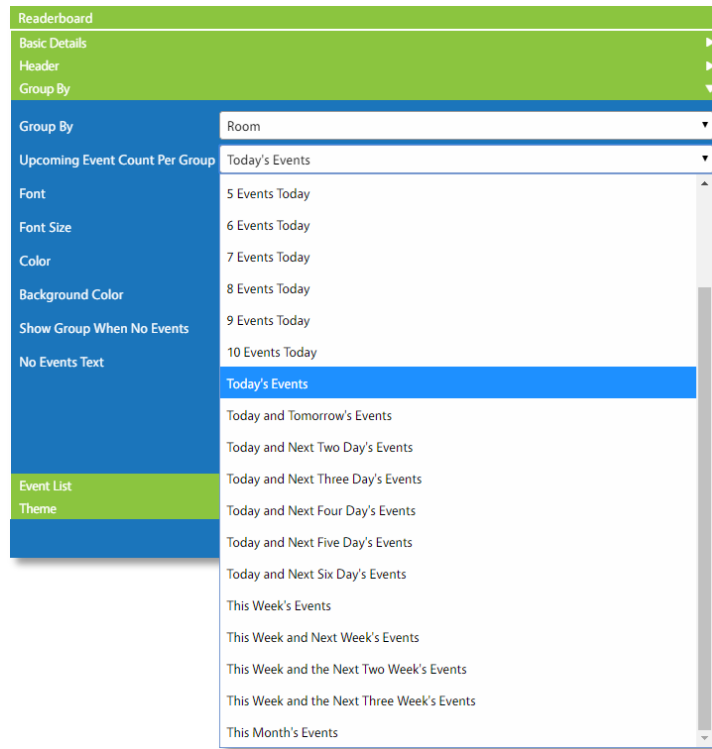 Readerboard
Basic Details
Header
Group By
Group By
Room
Upcoming Event Count Per Group
Today's Events
Font
5 Events Today
Font Size
6 Events Today
Color
7 Events Today
Background Color
8 Events Today
Show Group When No Events
9 Events Today
No Events Text
10 Events Today
Today's Events
Today and Tomorrow's Events
Today and Next Two Day's Events
Event List
Today and Next Three Day's Events
Theme
Today and Next Four Day's Events
Today and Next Five Day's Events
Today and Next Six Day's Events
This Week's Events
This Week and Next Week's Events
This Week and the Next Two Week's Events
This Week and the Next Three Week's Events
This Month's Events